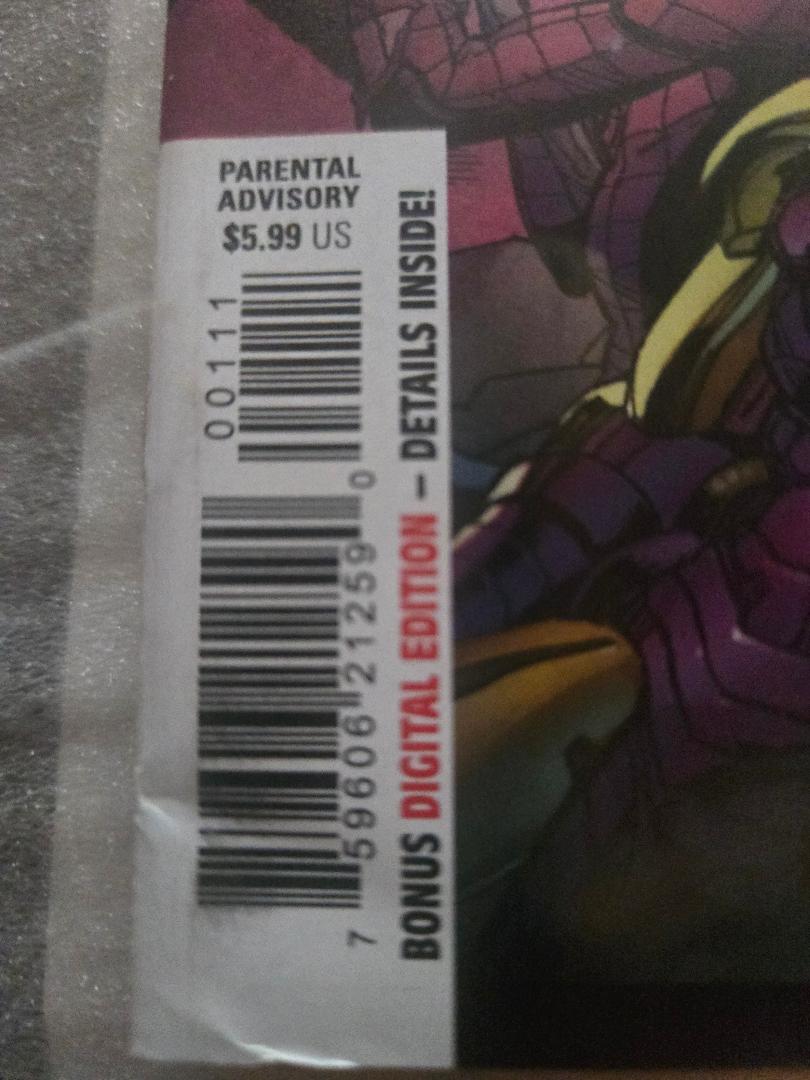 PARENTAL
ADVISORY
$5.99 US
00111
7 59606 21259 0
BONUS DIGITAL EDITION – DETAILS INSIDE!